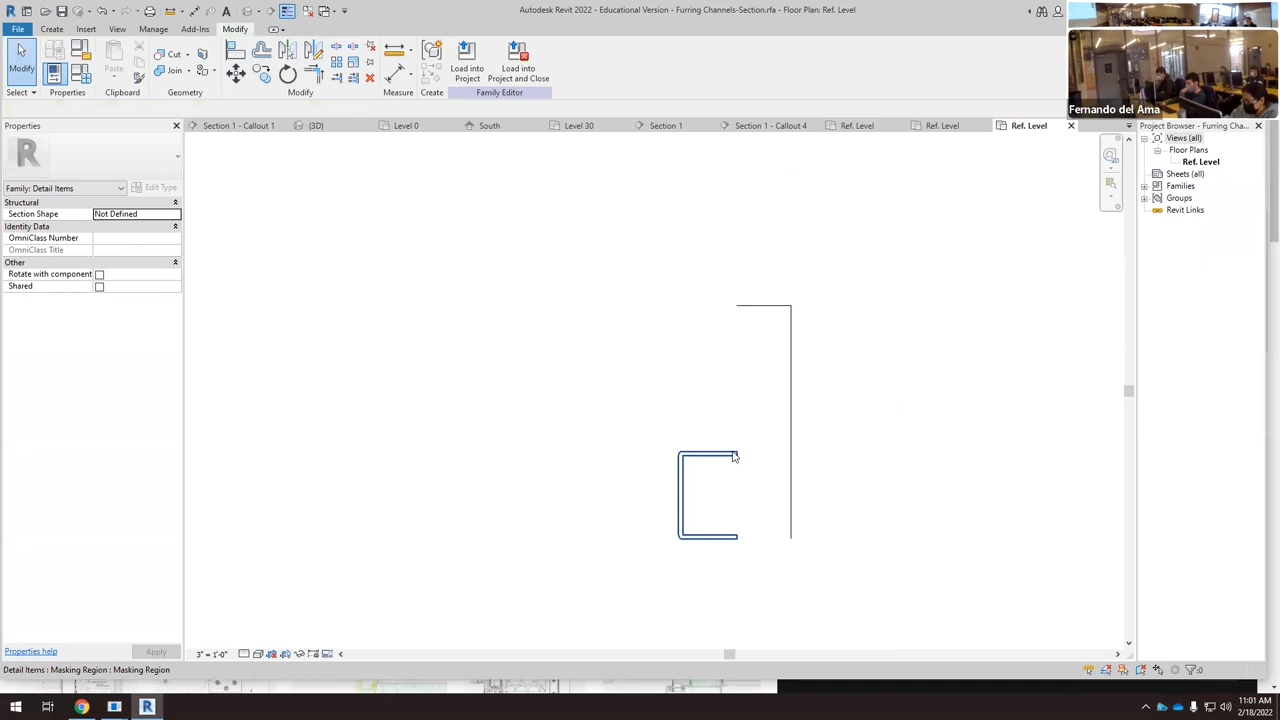 Autodesk Revit 2022 - Educational Version - Furring Channels-Section.rfa - Floor Plan: Ref. Level
File Create Insert View Manage Add-Ins Modify
Modify
Paste
Cut
Join
Load into Project
Load into Project and Close
Select Properties Clipboard Geometry Modify Measure Create Family Editor
Fernando del Ama
Properties
Section 1 - Callout 1 (3D) Level 0 South Level 30 Section 1 Section 1 - Callout 4 Ref. Level Ref. Level Ref. Level
Project Browser - Furring Cha...
Views (all)
Floor Plans
Ref. Level
Sheets (all)
Families
Groups
Revit Links
Family: Detail Items Edit Type
Structural
Section Shape Not Defined
Identity Data
OmniClass Number
OmniClass Title
Other
Rotate with component
Shared
Properties help Apply
3" = 1'-0"
Detail Items : Masking Region : Masking Region
:0
11:01 AM
2/18/2022